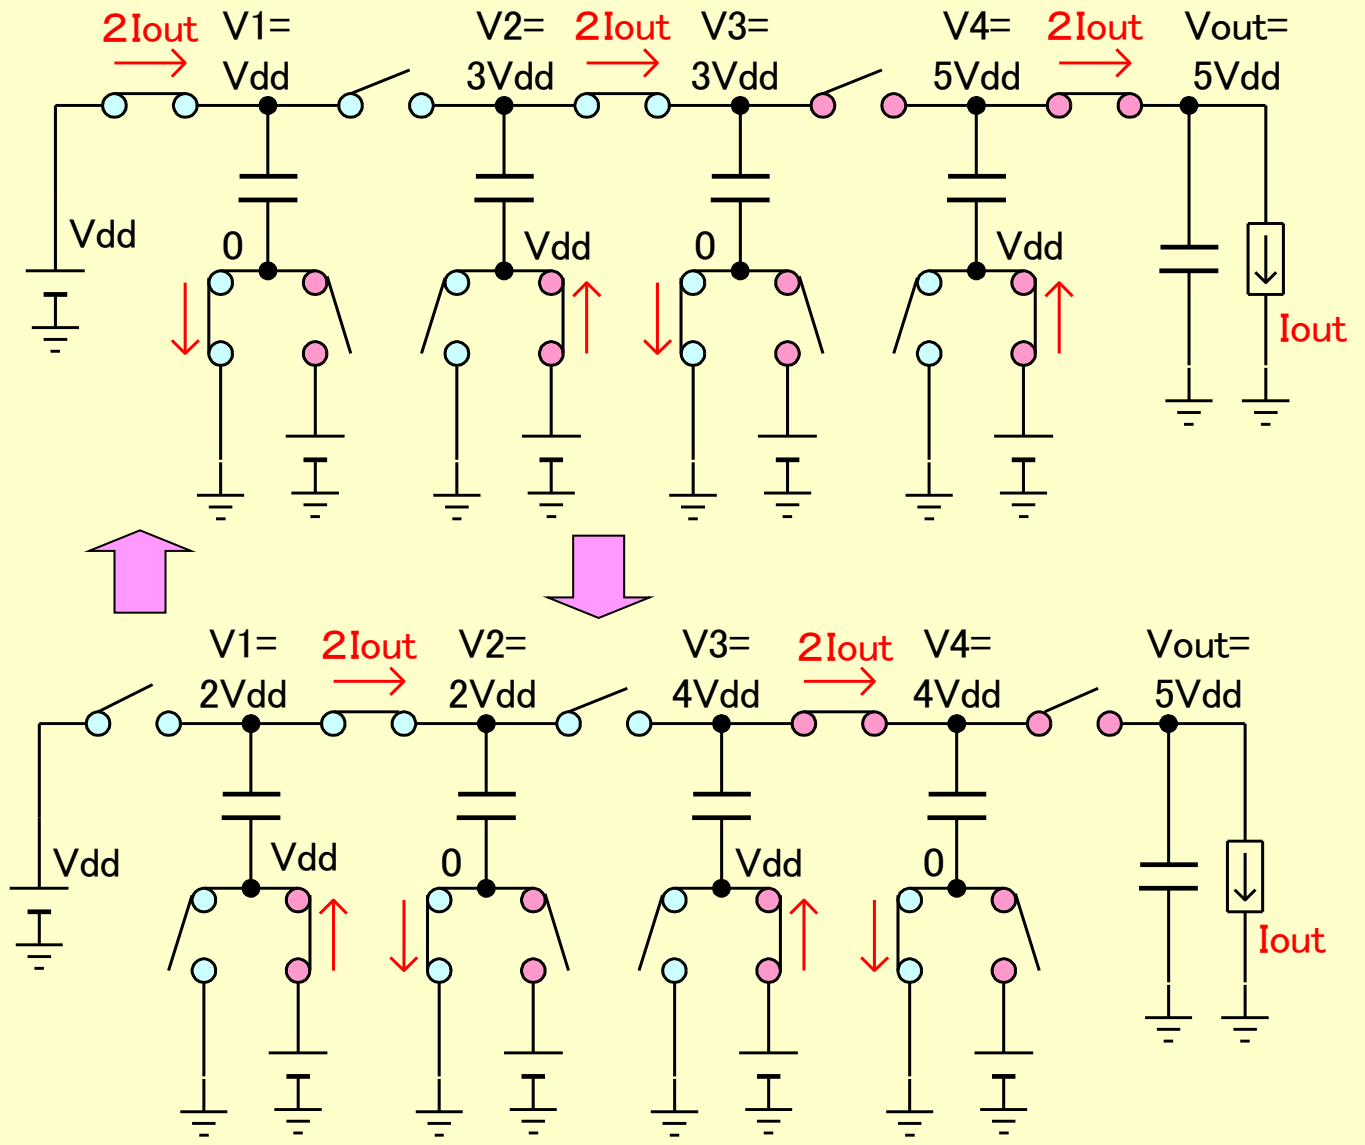 2Iout V1= V2= 2Iout V3= V4= 2Iout Vout=
Vdd 3Vdd 3Vdd 5Vdd 5Vdd
Vdd 0 Vdd 0 Vdd
Iout
V1= 2Iout V2= V3= 2Iout V4= Vout=
2Vdd 2Vdd 4Vdd 4Vdd 5Vdd
Vdd Vdd 0 Vdd 0
Iout